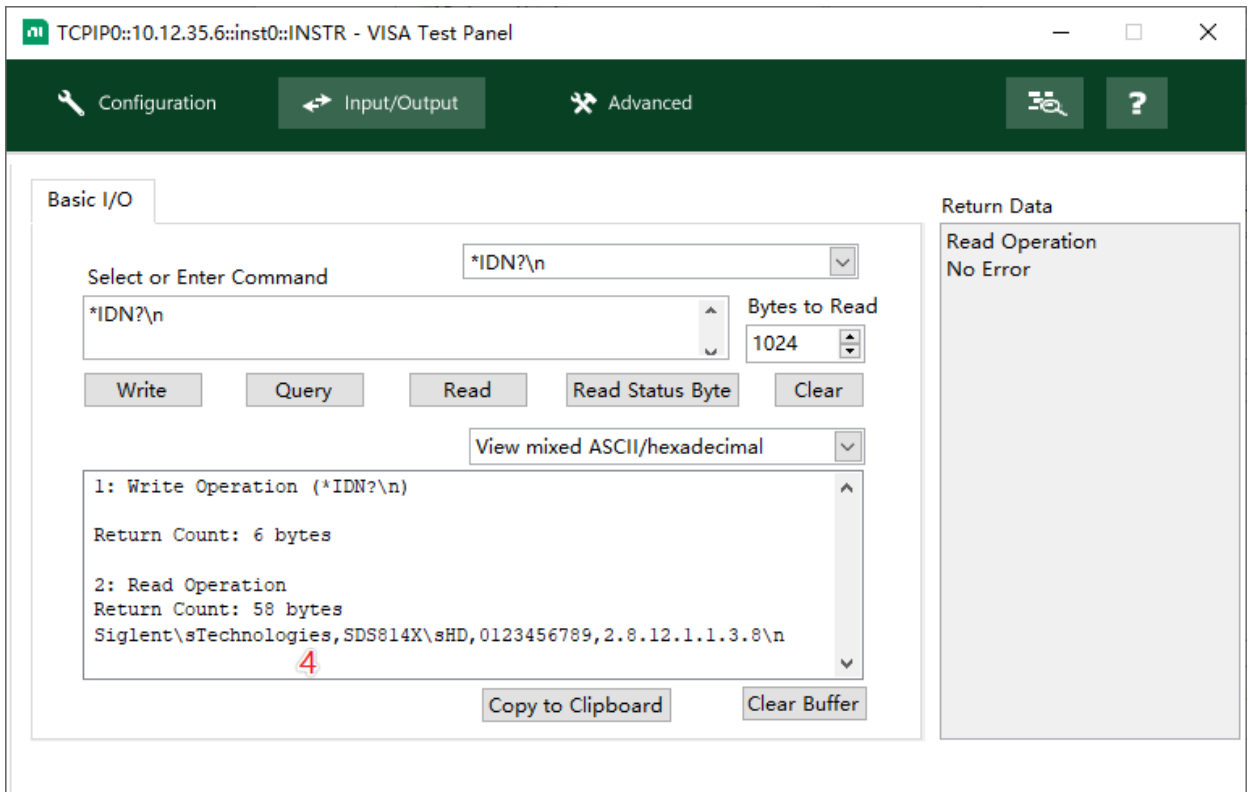 TCPIP0::10.12.35.6::inst0::INSTR - VISA Test Panel
Configuration
Input/Output
Advanced
?
Basic I/O
Select or Enter Command
*IDN?\n
*IDN?\n
Bytes to Read
1024
Write
Query
Read
Read Status Byte
Clear
View mixed ASCII/hexadecimal
1: Write Operation (*IDN?\n)
Return Count: 6 bytes
2: Read Operation
Return Count: 58 bytes
Siglent\sTechnologies,SDS814X\sHD,0123456789,2.8.12.1.1.3.8\n
4
Copy to Clipboard
Clear Buffer
Return Data
Read Operation
No Error